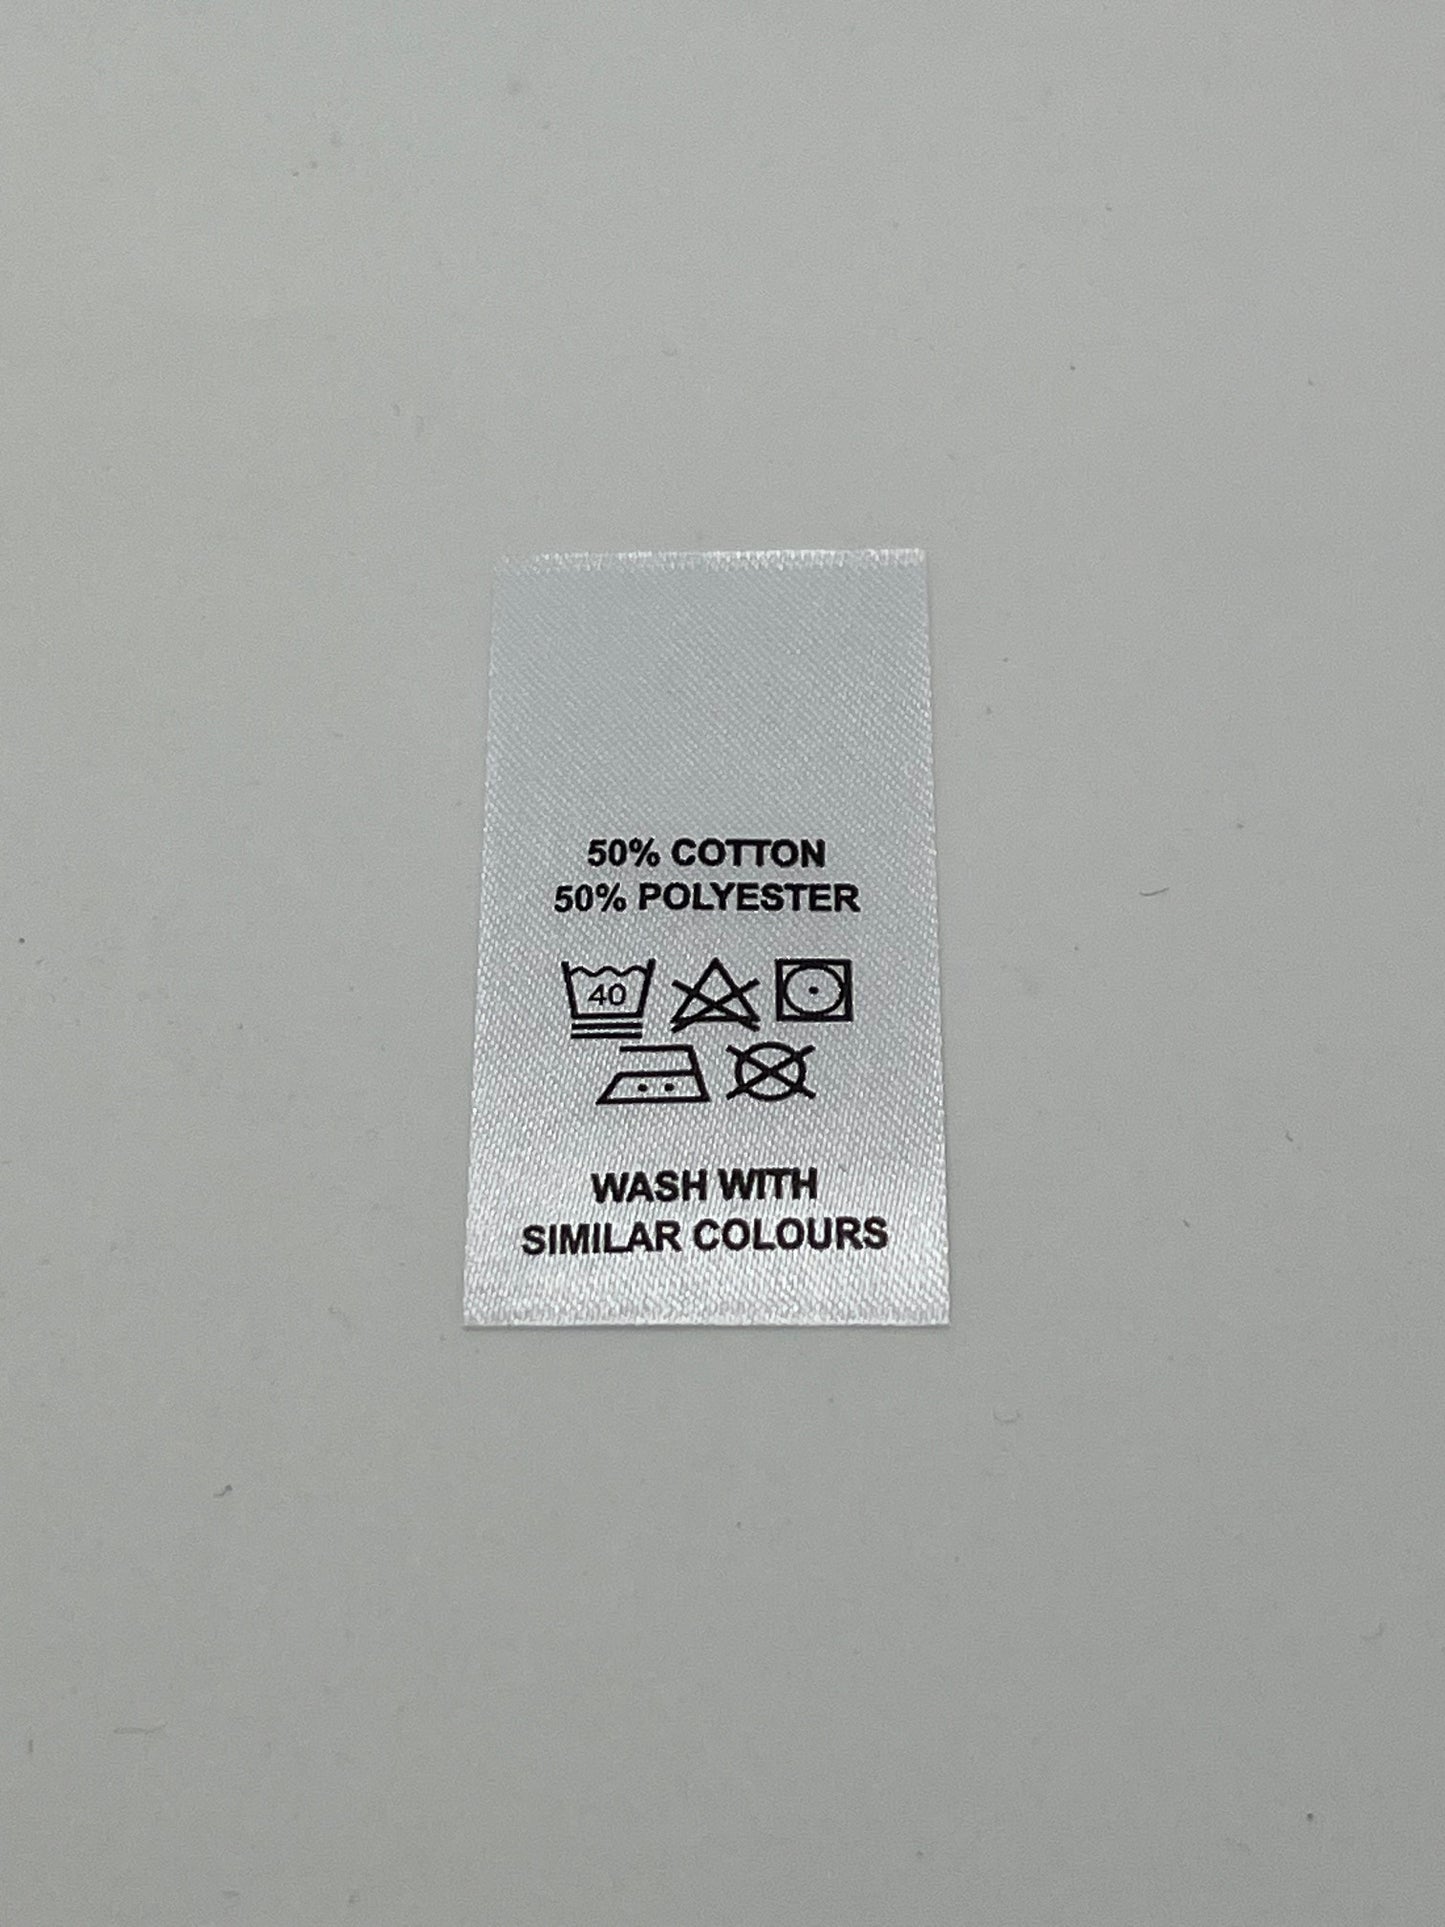 50% COTTON
50% POLYESTER
40
WASH WITH
SIMILAR COLOURS